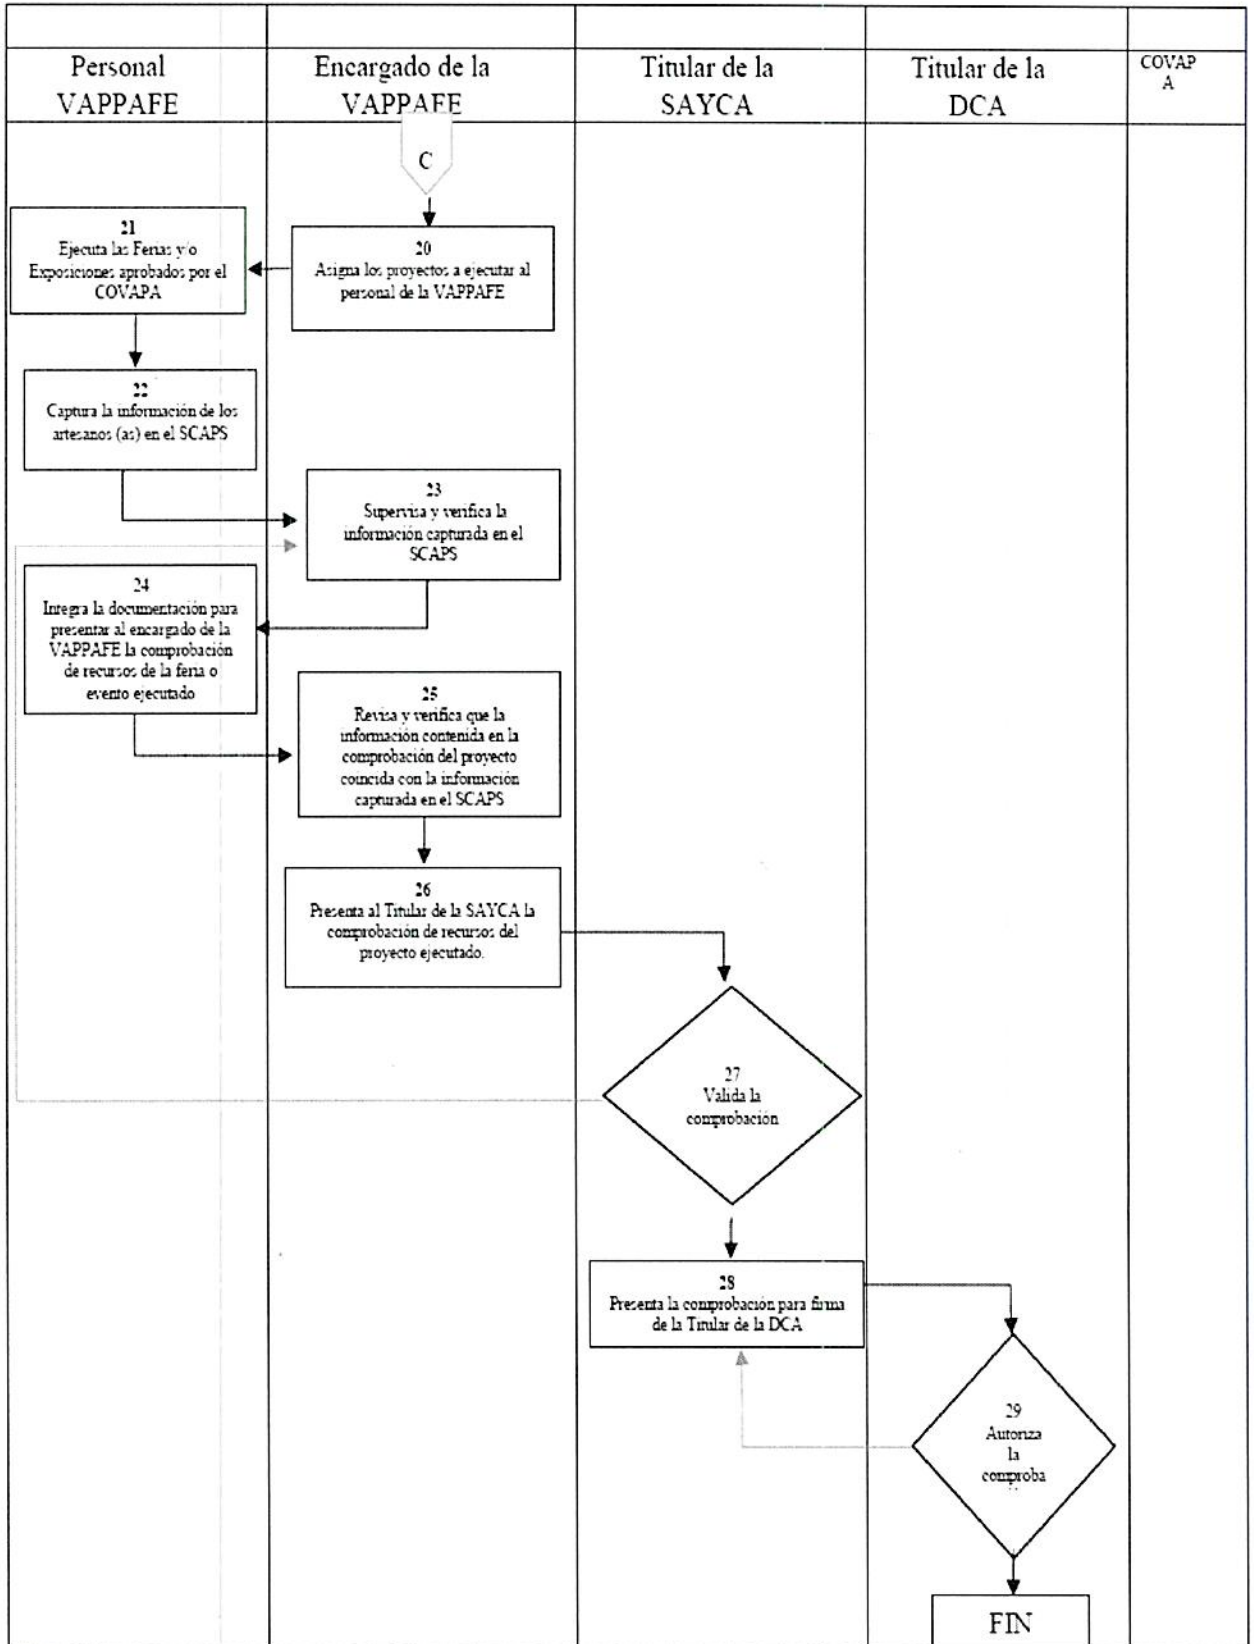 Personal
VAPPAFE
Encargado de la
VAPPAFE
Titular de la
SAYCA
Titular de la
DCA
COVAP
A
C
20
Asigna los proyectos a ejecutar al
personal de la VAPPAFE
21
Ejecuta las Ferias y/o
Exposiciones aprobados por el
COVAPA
22
Captura la información de los
artesanos (as) en el SCAPS
23
Supervisa y verifica la
información capturada en el
SCAPS
24
Integra la documentación para
presentar al encargado de la
VAPPAFE la comprobación
de recursos de la feria o
evento ejecutado
25
Revisa y verifica que la
información contenida en la
comprobación del proyecto
coincida con la información
capturada en el SCAPS
26
Presenta al Titular de la SAYCA la
comprobación de recursos del
proyecto ejecutado.
27
Valida la
comprobación
28
Presenta la comprobación para firma
de la Titular de la DCA
29
Autoriza
la
comproba
FIN